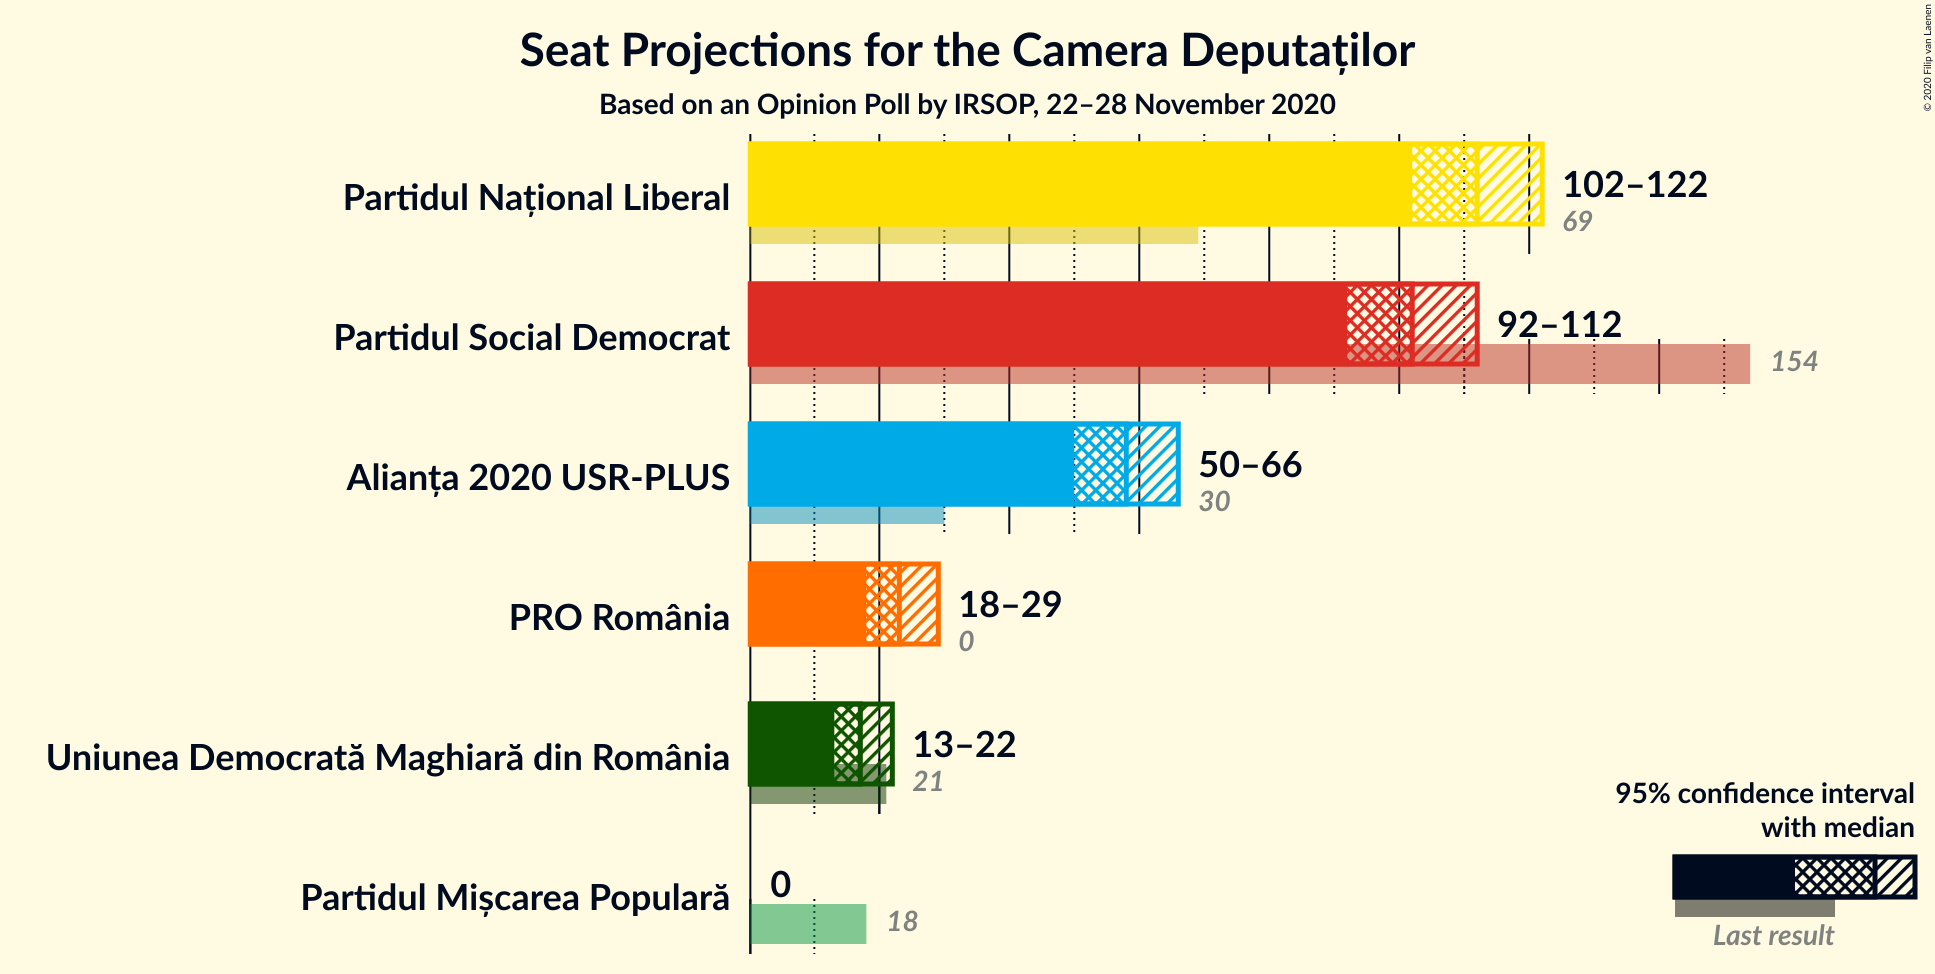 Seat Projections for the Camera Deputaților
Based on an Opinion Poll by IRSOP, 22–28 November 2020
© 2020 Filip van Laenen
Partidul Național Liberal
102–122
69
Partidul Social Democrat
92–112
154
Alianța 2020 USR-PLUS
50–66
30
PRO România
18–29
0
Uniunea Democrată Maghiară din România
13–22
21
Partidul Mișcarea Populară
0
18
95% confidence interval
with median
Last result